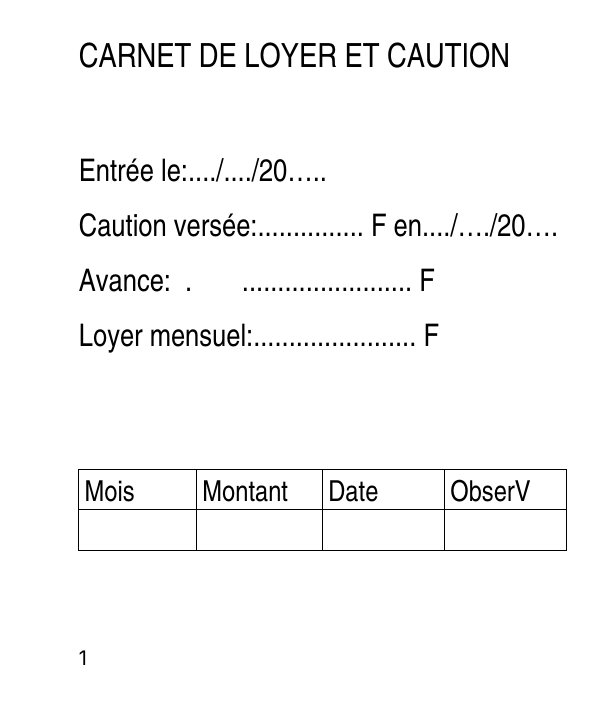 CARNET DE LOYER ET CAUTION
Entrée le:..../..../20…..
Caution versée:............... F en..../…./20….
Avance:  .       ........................ F
Loyer mensuel:....................... F
Mois Montant Date ObserV
1